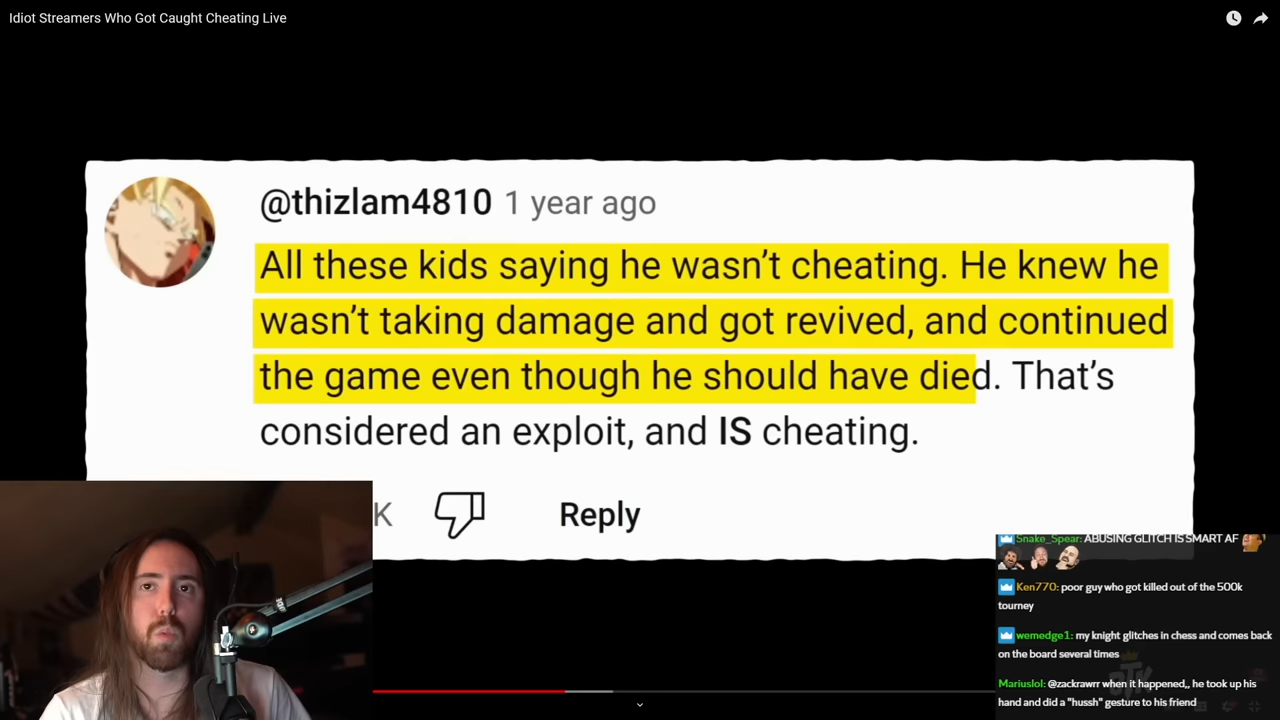 Idiot Streamers Who Got Caught Cheating Live
@thizlam4810 1 year ago
All these kids saying he wasn't cheating. He knew he
wasn't taking damage and got revived, and continued
the game even though he should have died. That's
considered an exploit, and IS cheating.
K
Reply
Snake_Spear: ABUSING GLITCH IS SMART AF
Ken770: poor guy who got killed out of the 500k
tourney
wemedge1: my knight glitches in chess and comes back
on the board several times
Mariuslol: @zackrawrr when it happened,, he took up his
hand and did a "hussh" gesture to his friend